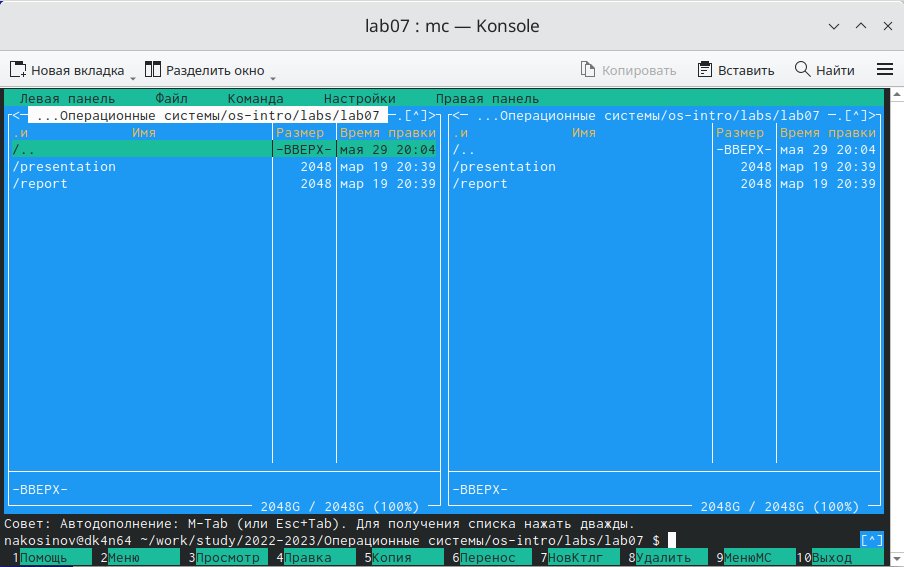 lab07 : mc — Konsole
Новая вкладка Разделить окно Копировать Вставить Найти
Левая панель Файл Команда Настройки Правая панель
<— ...Операционные системы/os-intro/labs/lab07 —.[^]> <— ...Операционные системы/os-intro/labs/lab07 —.[^]>
.и Имя Размер Время правки .и Имя Размер Время правки
/.. -ВВЕРХ- мая 29 20:04 /.. -ВВЕРХ- мая 29 20:04
/presentation 2048 мар 19 20:39 /presentation 2048 мар 19 20:39
/report 2048 мар 19 20:39 /report 2048 мар 19 20:39
-ВВЕРХ- -ВВЕРХ-
2048G / 2048G (100%) 2048G / 2048G (100%)
Совет: Автодополнение: M-Tab (или Esc+Tab). Для получения списка нажать дважды.
nakosinov@dk4n64 ~/work/study/2022-2023/Операционные системы/os-intro/labs/lab07 $ [^]
1Помощь 2Меню 3Просмотр 4Правка 5Копия 6Перенос 7НовКтлг 8Удалить 9МенюMC 10Выход